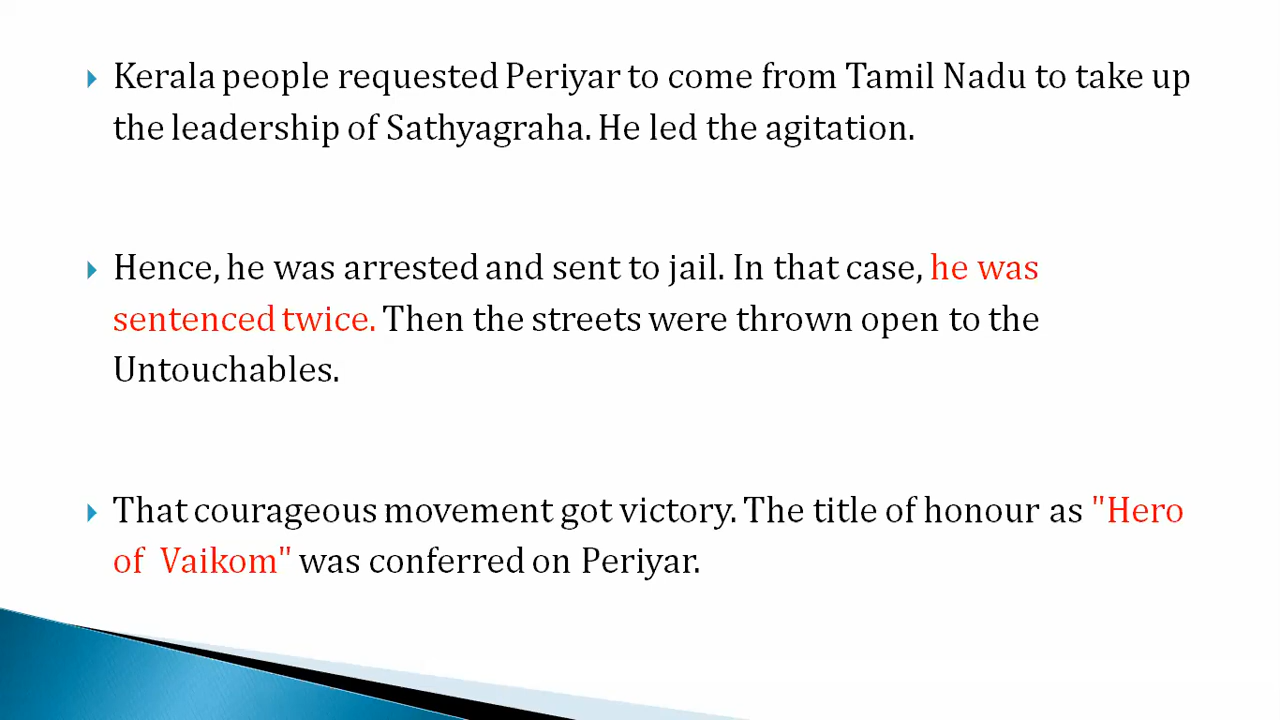 Kerala people requested Periyar to come from Tamil Nadu to take up
the leadership of Sathyagraha. He led the agitation.
Hence, he was arrested and sent to jail. In that case, he was
sentenced twice. Then the streets were thrown open to the
Untouchables.
That courageous movement got victory. The title of honour as "Hero
of Vaikom" was conferred on Periyar.